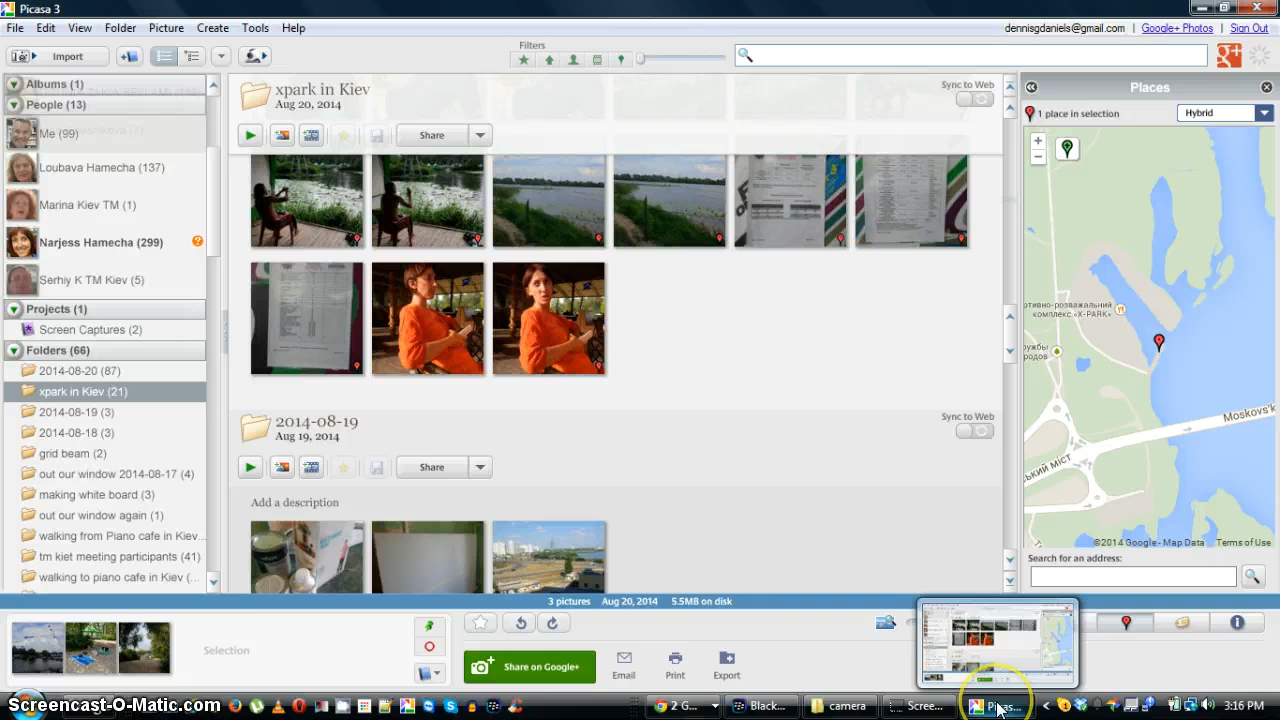 Picasa 3
File Edit View Folder Picture Create Tools Help
dennisgdaniels@gmail.com | Google+ Photos | Sign Out
Import
Filters
Albums (1)
People (13)
Me (99)
Loubava Hamecha (137)
Marina Kiev TM (1)
Narjess Hamecha (299)
Serhiy K TM Kiev (5)
Projects (1)
Screen Captures (2)
Folders (66)
2014-08-20 (87)
xpark in Kiev (21)
2014-08-19 (3)
2014-08-18 (3)
grid beam (2)
out our window 2014-08-17 (4)
making white board (3)
out our window again (1)
walking from Piano cafe in Kiev...
tm kiet meeting participants (41)
walking to piano cafe in Kiev (...
xpark in Kiev
Aug 20, 2014
Sync to Web
Share
2014-08-19
Aug 19, 2014
Sync to Web
Share
Add a description
Places
1 place in selection
Hybrid
ртивно-розважальний
комплекс «X-PARK»
ружбы
родов
Moskovs'k
ський міст
©2014 Google - Map Data Terms of Use
Search for an address:
3 pictures Aug 20, 2014 5.5MB on disk
Selection
Share on Google+
Email
Print
Export
Screencast-O-Matic.com
2 G...
Black...
camera
Scree...
Picas...
3:16 PM